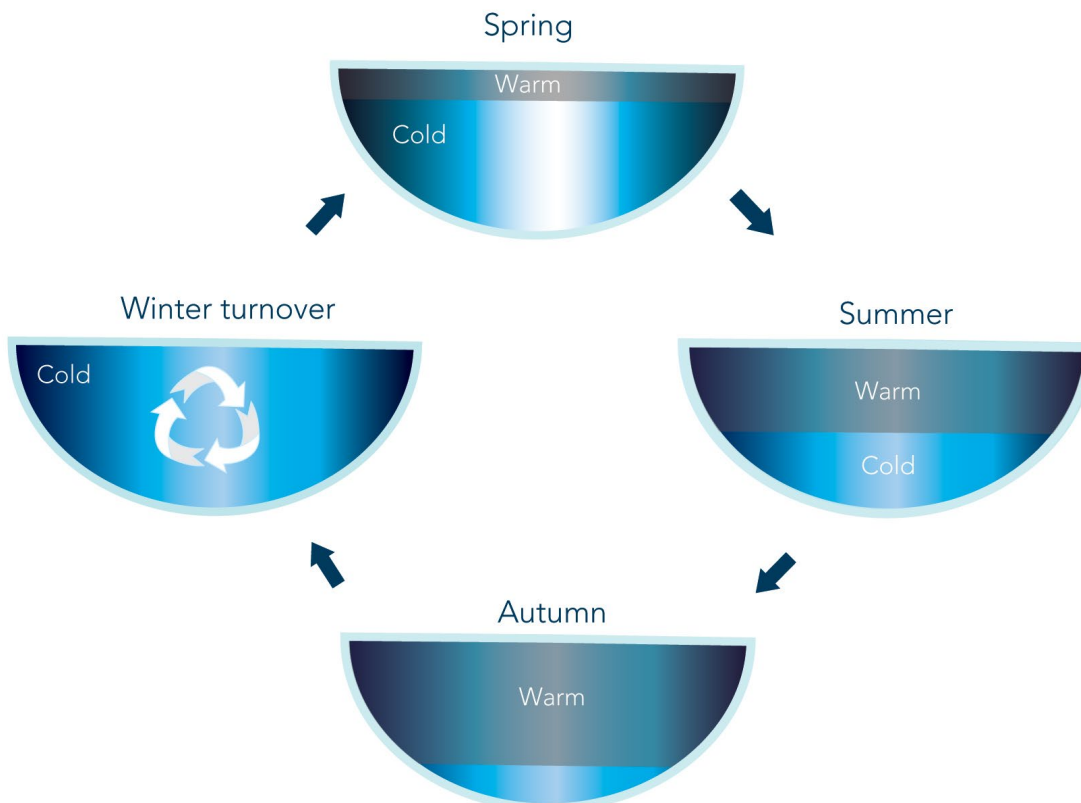 Spring
Warm
Cold
Winter turnover
Cold
Summer
Warm
Cold
Autumn
Warm